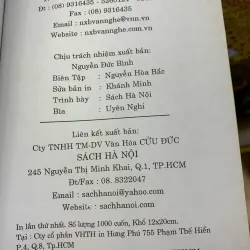 Đt : (08) 9316435 -
Fax : (08) 9316435
Email : nxbvannghe@vnn.vn
Website : nxbvannghe.com.vn
Chịu trách nhiệm xuất bản:
Nguyễn Đức Bình
Biên Tập : Nguyễn Hòa Bắc
Sửa bản in : Khánh Minh
Trình bày : Sách Hà Nội
Bìa : Uyên Nghi
Liên kết xuất bản:
Cty TNHH TM-DV Văn Hóa CỬU ĐỨC
SÁCH HÀ NỘI
245 Nguyễn Thị Minh Khai, Q.1, TP.HCM
Đt/Fax : 08. 8322047
Email : sachhanoi@yahoo.com
Website : sachhanoi.com
In lần thứ nhất. Số lượng 1000 cuốn, Khổ 12x20cm.
Tại : Cty cổ phần VHTH in Hưng Phú 755 Phạm Thế Hiển
P.4, Q.8, Tp.HCM